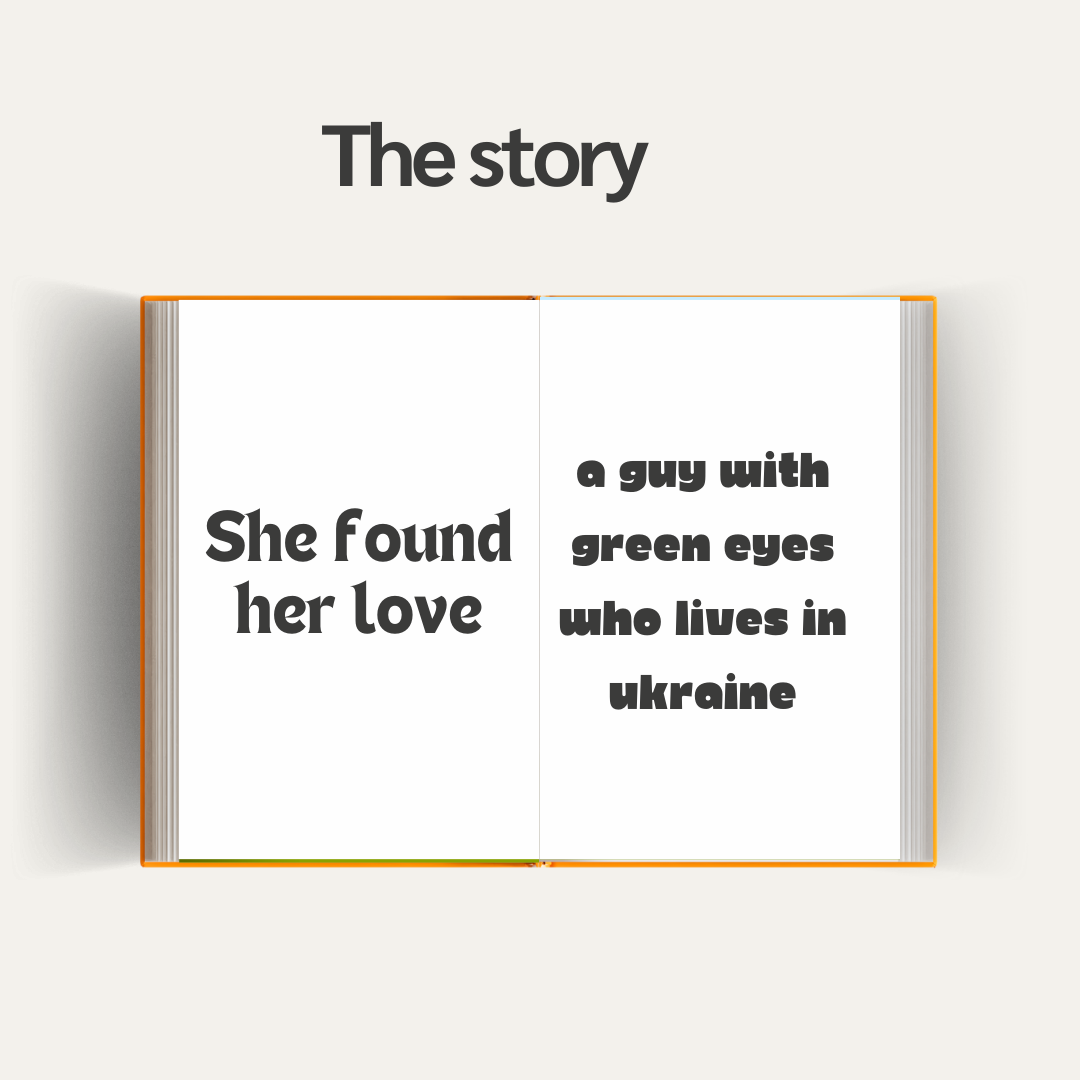 The story
She found
her love
a guy with
green eyes
who lives in
ukraine